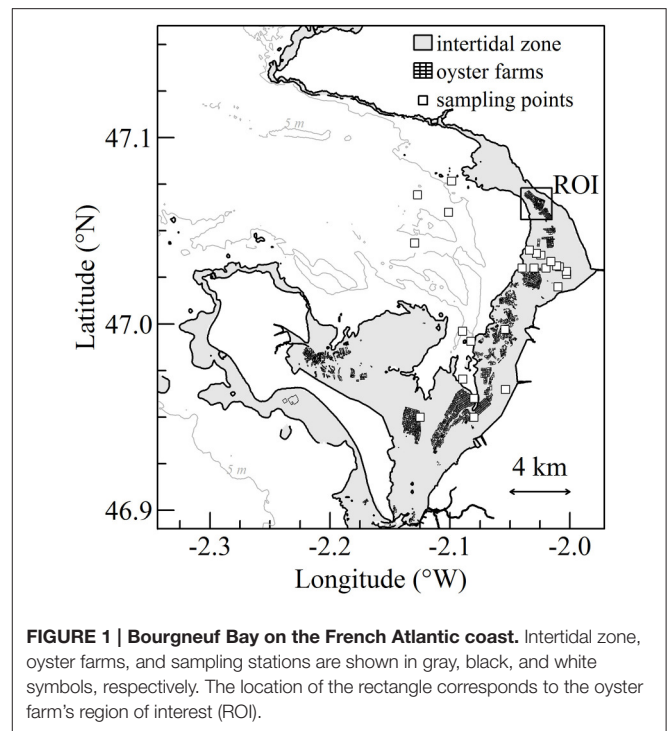 intertidal zone
oyster farms
sampling points
5 m
47.1
ROI
Latitude (°N)
47.0
4 km
5 m
46.9
-2.3
-2.2
-2.1
-2.0
Longitude (°W)
FIGURE 1 | Bourgneuf Bay on the French Atlantic coast. Intertidal zone,
oyster farms, and sampling stations are shown in gray, black, and white
symbols, respectively. The location of the rectangle corresponds to the oyster
farm's region of interest (ROI).